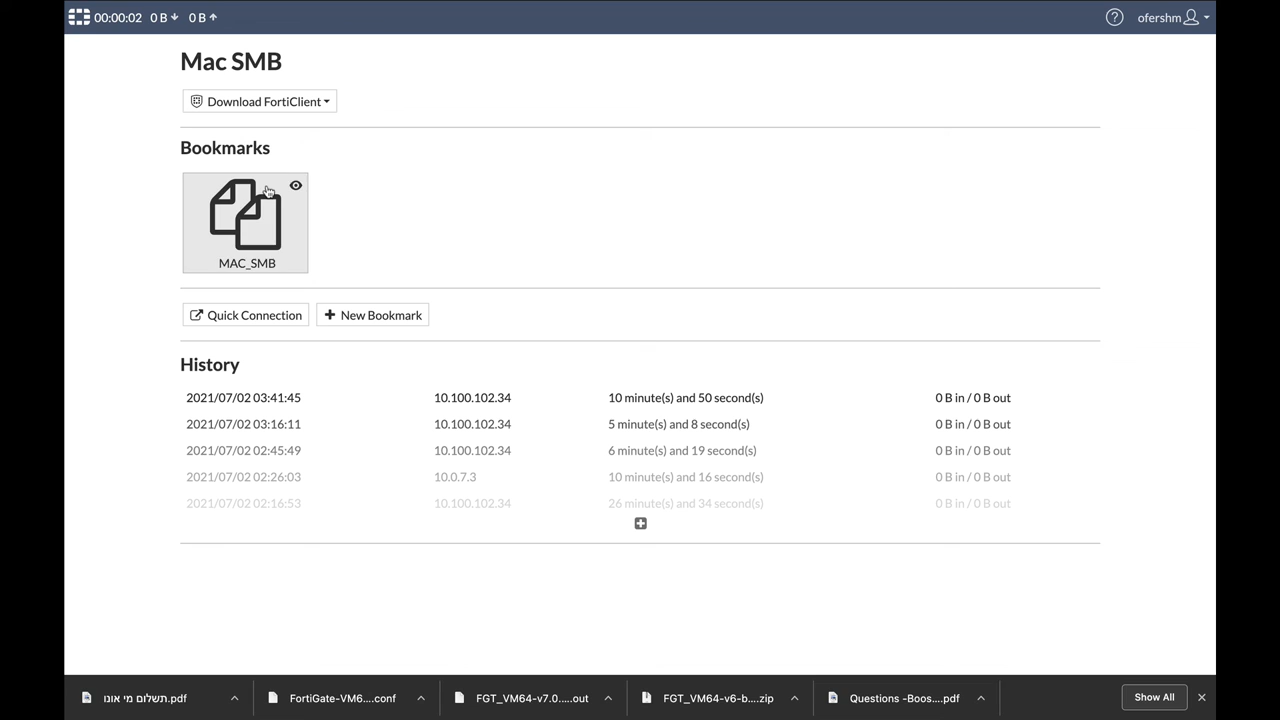 00:00:02 0 B 0 B ofershm
Mac SMB
Download FortiClient
Bookmarks
MAC_SMB
Quick Connection New Bookmark
History
2021/07/02 03:41:45 10.100.102.34 10 minute(s) and 50 second(s) 0 B in / 0 B out
2021/07/02 03:16:11 10.100.102.34 5 minute(s) and 8 second(s) 0 B in / 0 B out
2021/07/02 02:45:49 10.100.102.34 6 minute(s) and 19 second(s) 0 B in / 0 B out
2021/07/02 02:26:03 10.0.7.3 10 minute(s) and 16 second(s) 0 B in / 0 B out
2021/07/02 02:16:53 10.100.102.34 26 minute(s) and 34 second(s) 0 B in / 0 B out
תשלום מי אונו.pdf FortiGate-VM6....conf FGT_VM64-v7.0.....out FGT_VM64-v6-b....zip Questions -Boos....pdf Show All